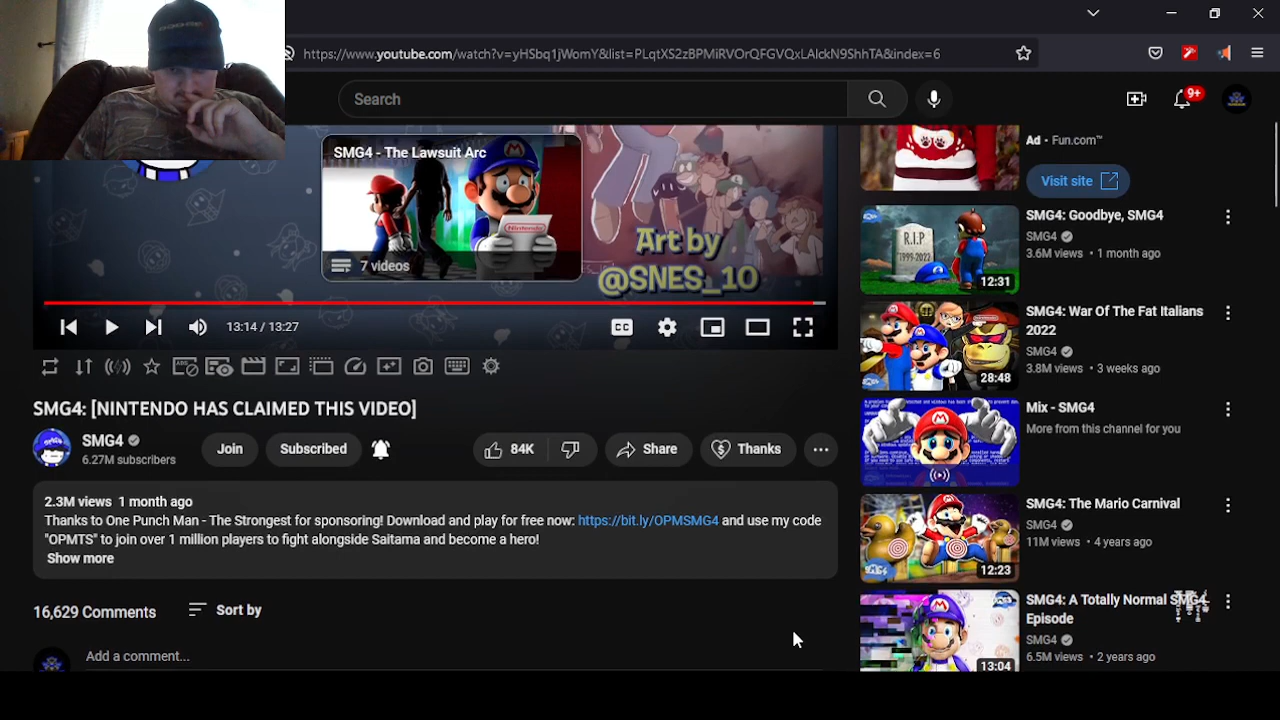 https://www.youtube.com/watch?v=yHSbq1jWomY&list=PLqtXS2zBPMiRVOrQFGVQxLAlckN9ShhTA&index=6
Search
9+
SMG4 - The Lawsuit Arc
Nintendo
7 videos
Art by
@SNES_10
13:14 / 13:27
CC
SMG4: [NINTENDO HAS CLAIMED THIS VIDEO]
SMG4
6.27M subscribers
Join
Subscribed
84K
Share
Thanks
2.3M views 1 month ago
Thanks to One Punch Man - The Strongest for sponsoring! Download and play for free now: https://bit.ly/OPMSMG4 and use my code
"OPMTS" to join over 1 million players to fight alongside Saitama and become a hero!
Show more
16,629 Comments
Sort by
Add a comment...
Ad • Fun.com™
Visit site
R.I.P
1999-2022
12:31
SMG4: Goodbye, SMG4
SMG4
3.6M views • 1 month ago
28:48
SMG4: War Of The Fat Italians
2022
SMG4
3.8M views • 3 weeks ago
Mix - SMG4
More from this channel for you
12:23
SMG4: The Mario Carnival
SMG4
11M views • 4 years ago
13:04
SMG4: A Totally Normal SMG4
Episode
SMG4
6.5M views • 2 years ago